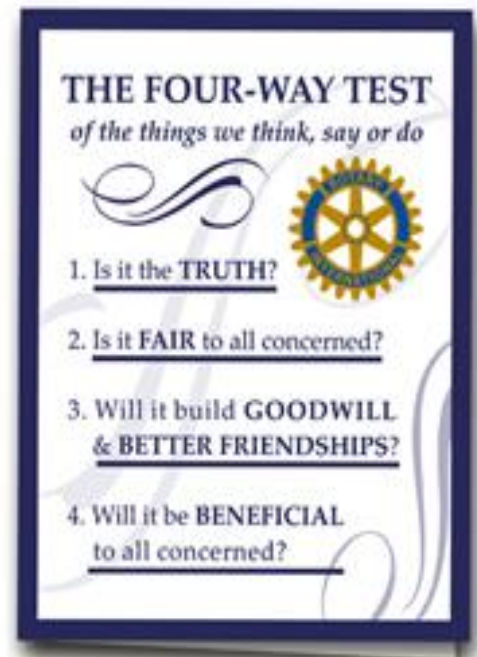 THE FOUR-WAY TEST
of the things we think, say or do
ROTARY
INTERNATIONAL
1. Is it the TRUTH?
2. Is it FAIR to all concerned?
3. Will it build GOODWILL
& BETTER FRIENDSHIPS?
4. Will it be BENEFICIAL
to all concerned?